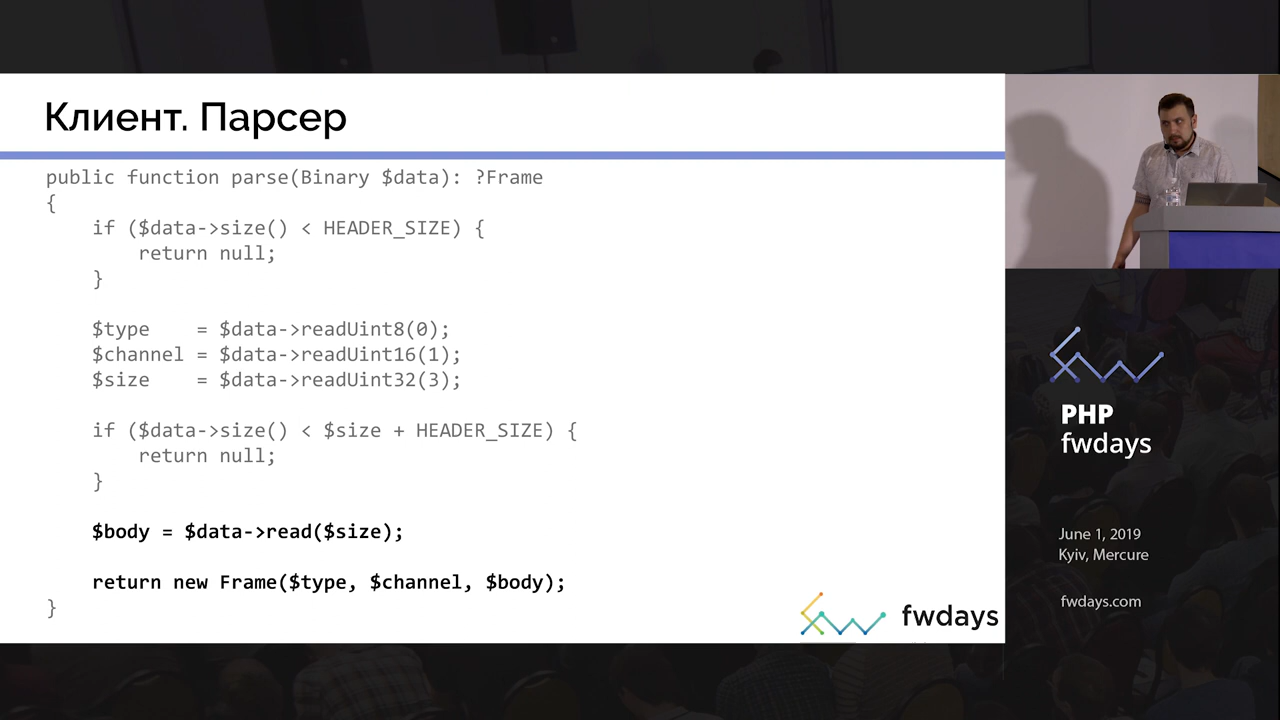 Клиент. Парсер
public function parse(Binary $data): ?Frame
{
    if ($data->size() < HEADER_SIZE) {
        return null;
    }

    $type    = $data->readUint8(0);
    $channel = $data->readUint16(1);
    $size    = $data->readUint32(3);

    if ($data->size() < $size + HEADER_SIZE) {
        return null;
    }

    $body = $data->read($size);

    return new Frame($type, $channel, $body);
}
fwdays
PHP
fwdays
June 1, 2019
Kyiv, Mercure
fwdays.com